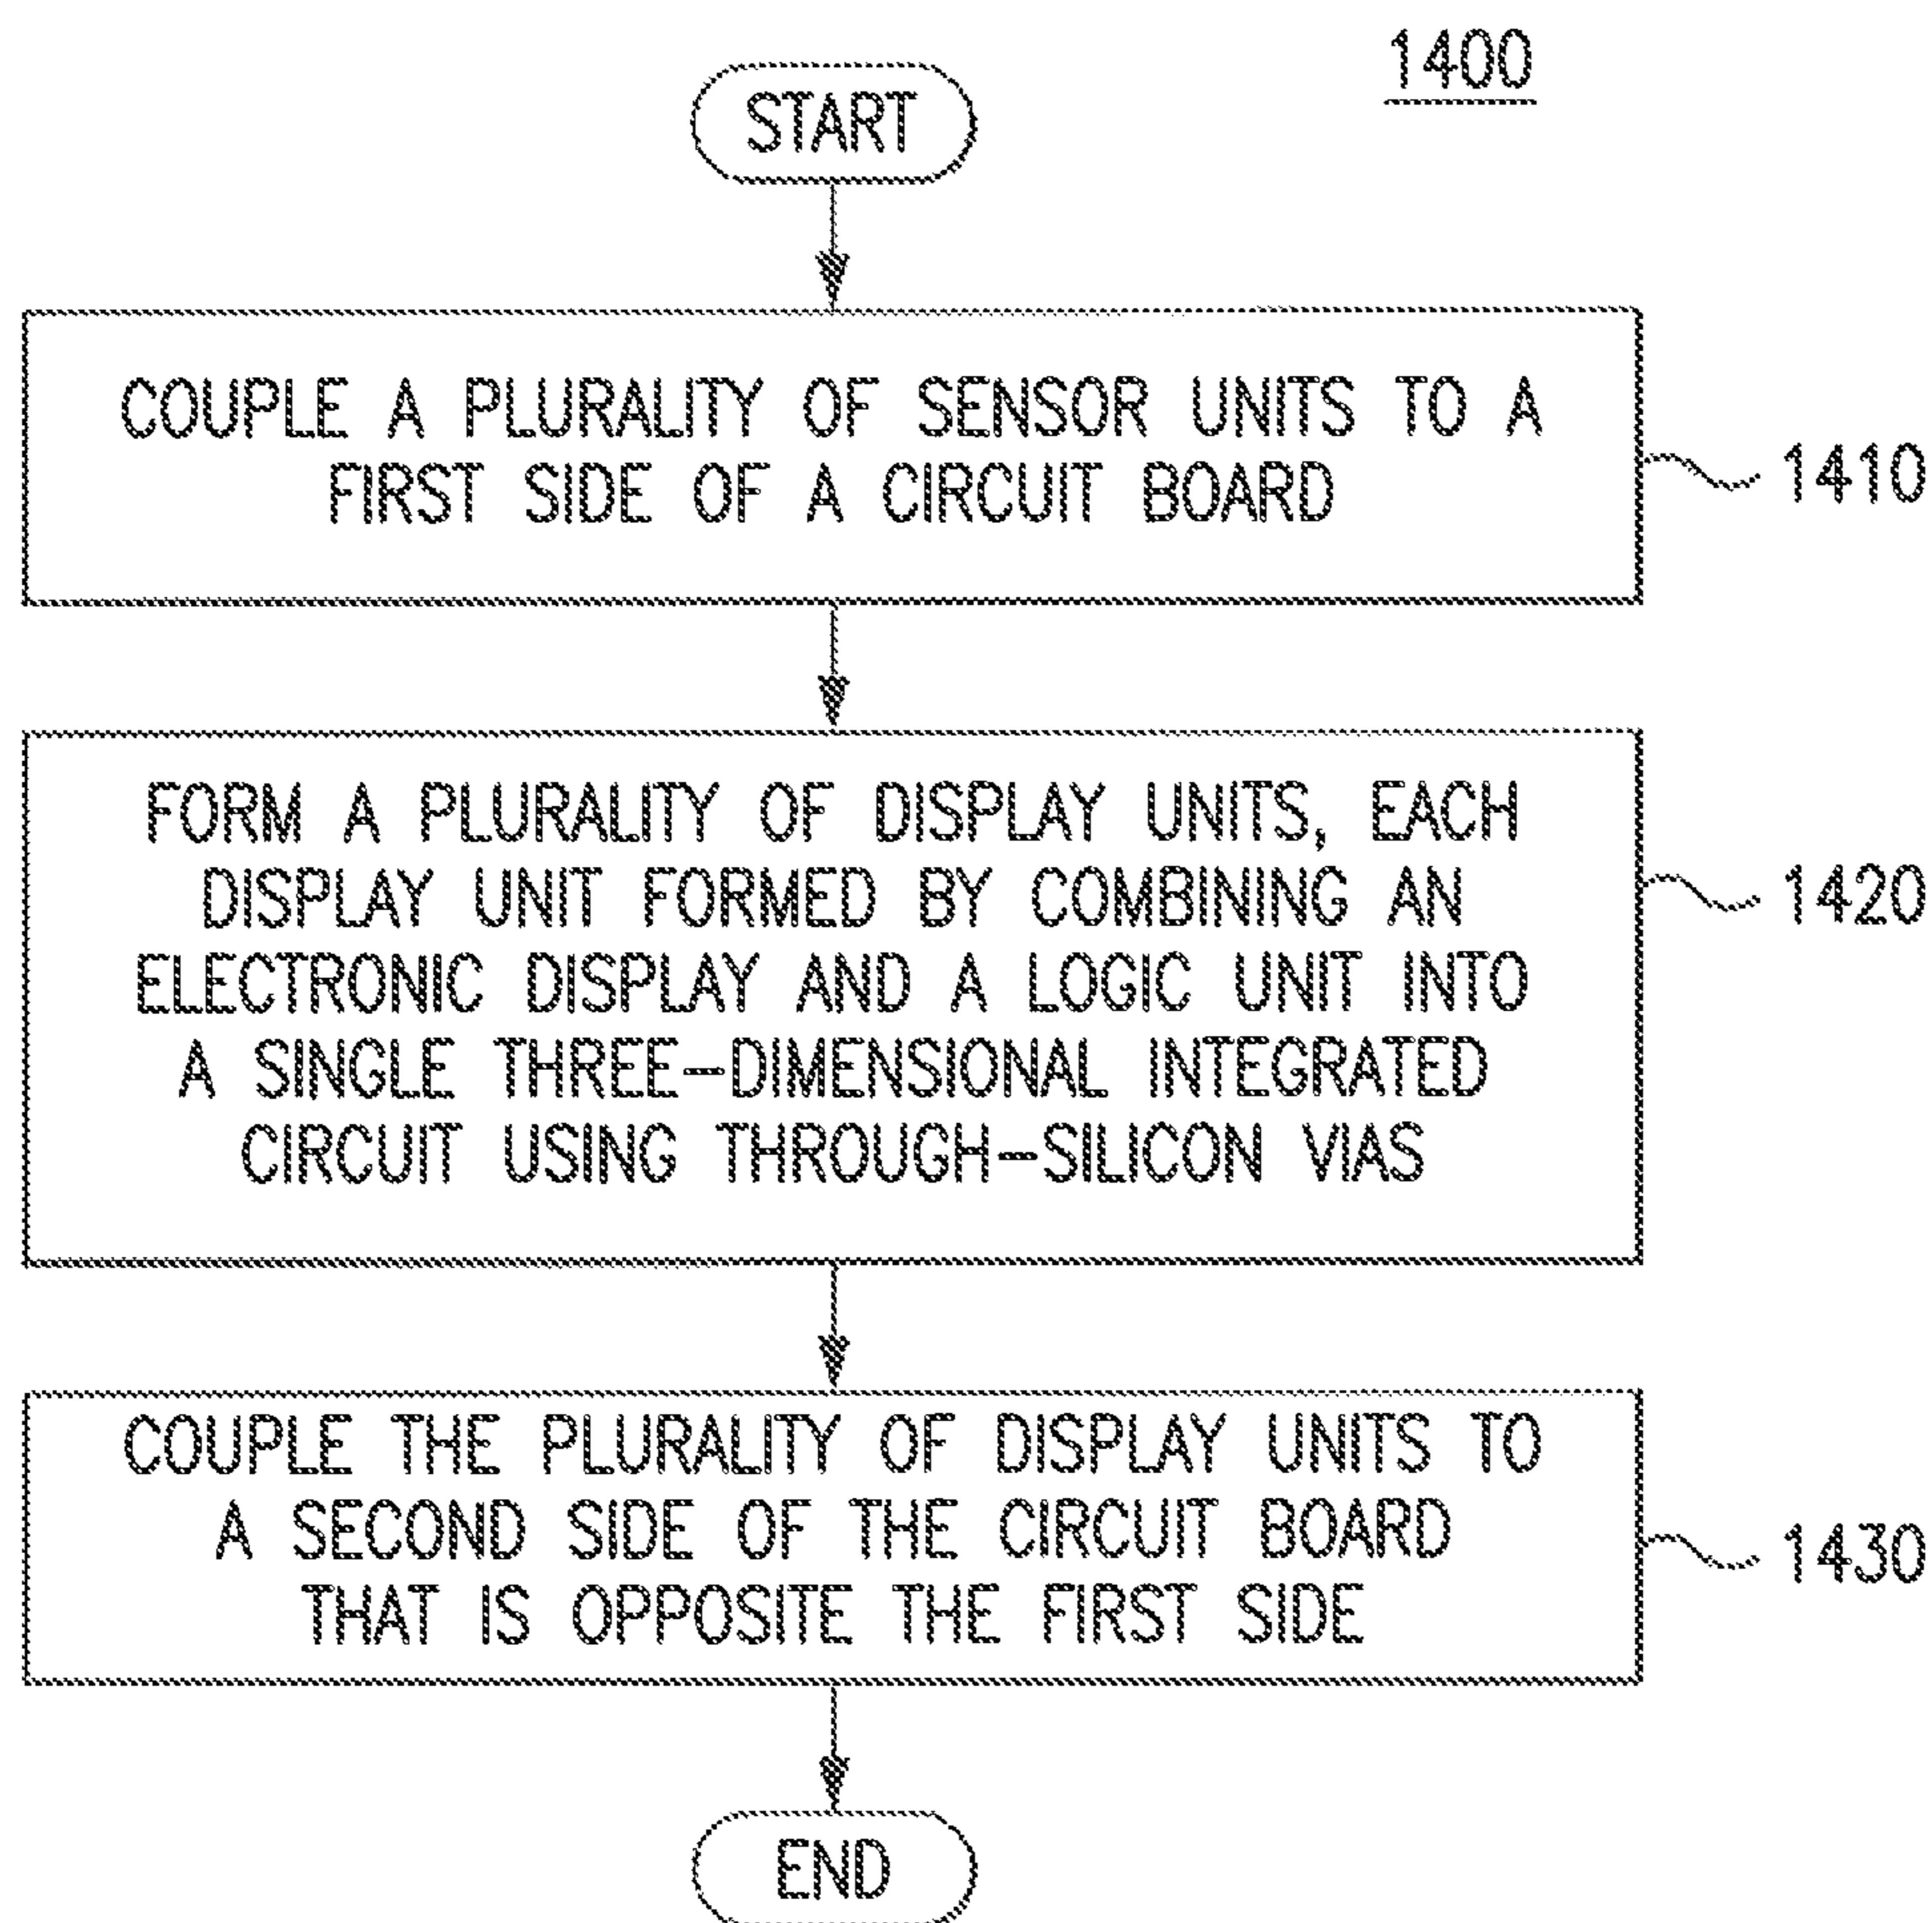 1400
START
COUPLE A PLURALITY OF SENSOR UNITS TO A
FIRST SIDE OF A CIRCUIT BOARD
1410
FORM A PLURALITY OF DISPLAY UNITS, EACH
DISPLAY UNIT FORMED BY COMBINING AN
ELECTRONIC DISPLAY AND A LOGIC UNIT INTO
A SINGLE THREE-DIMENSIONAL INTEGRATED
CIRCUIT USING THROUGH-SILICON VIAS
1420
COUPLE THE PLURALITY OF DISPLAY UNITS TO
A SECOND SIDE OF THE CIRCUIT BOARD
THAT IS OPPOSITE THE FIRST SIDE
1430
END